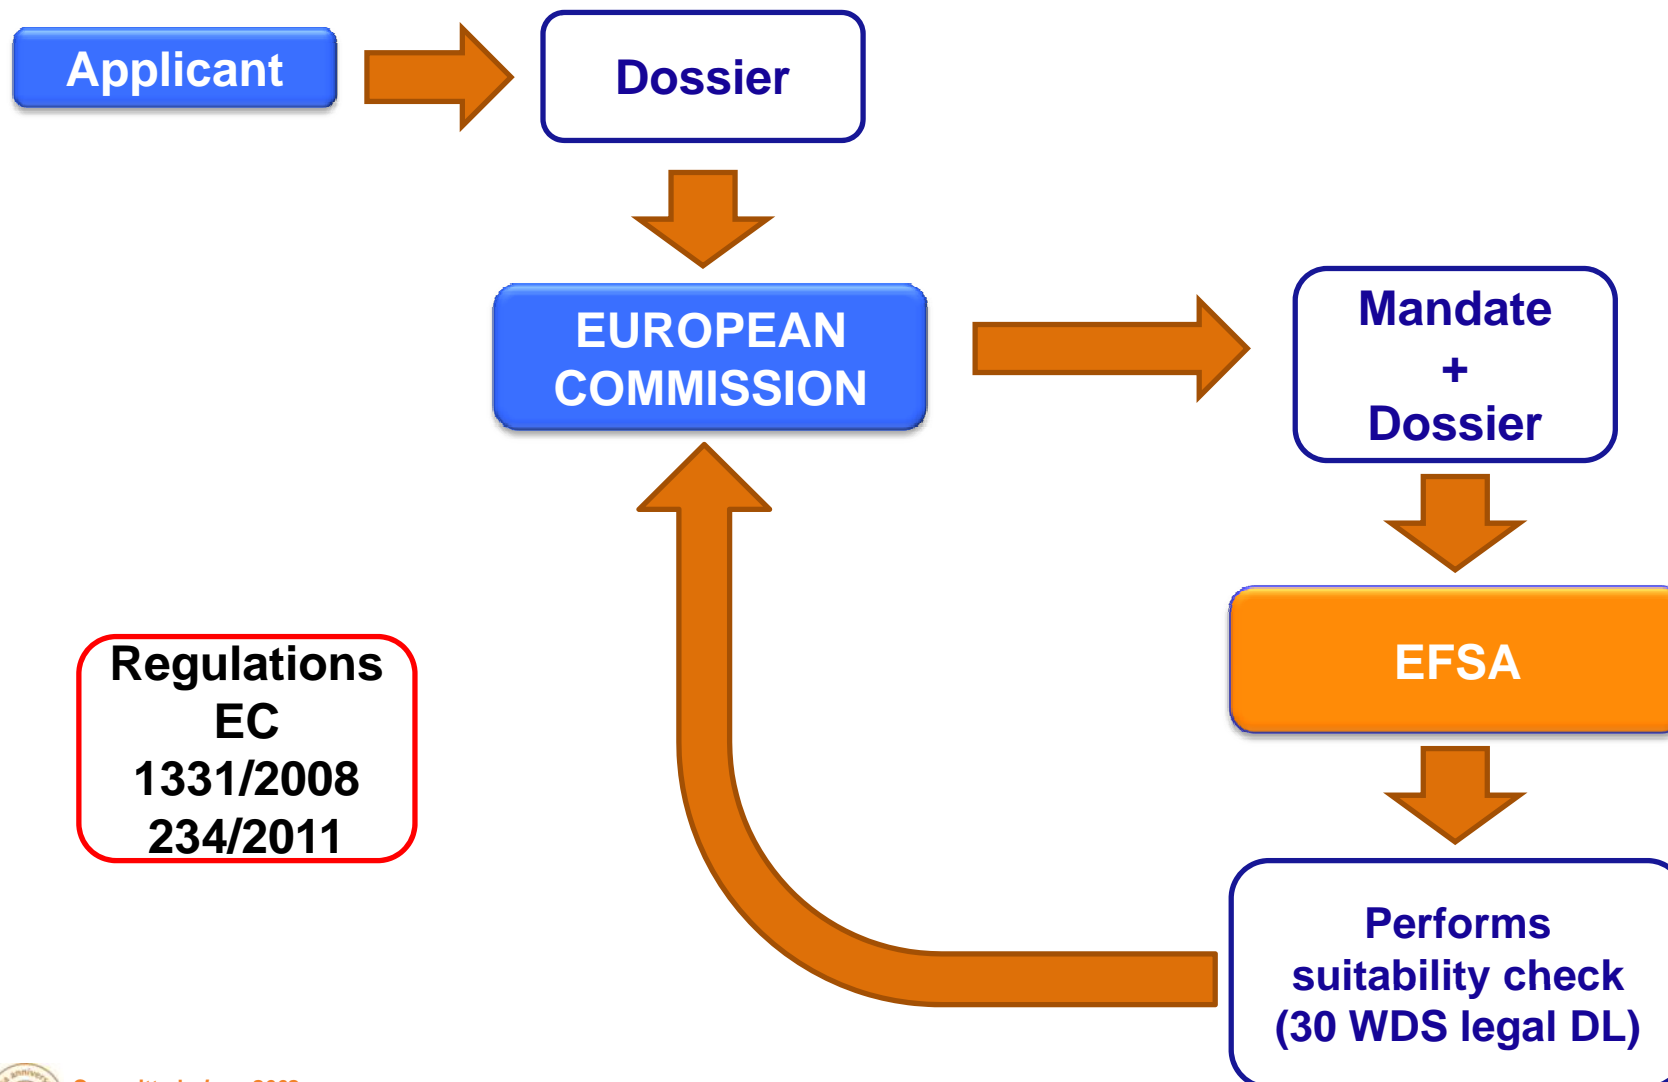 Applicant
Dossier
EUROPEAN
COMMISSION
Mandate
+
Dossier
EFSA
Regulations
EC
1331/2008
234/2011
Performs
suitability check
(30 WDS legal DL)